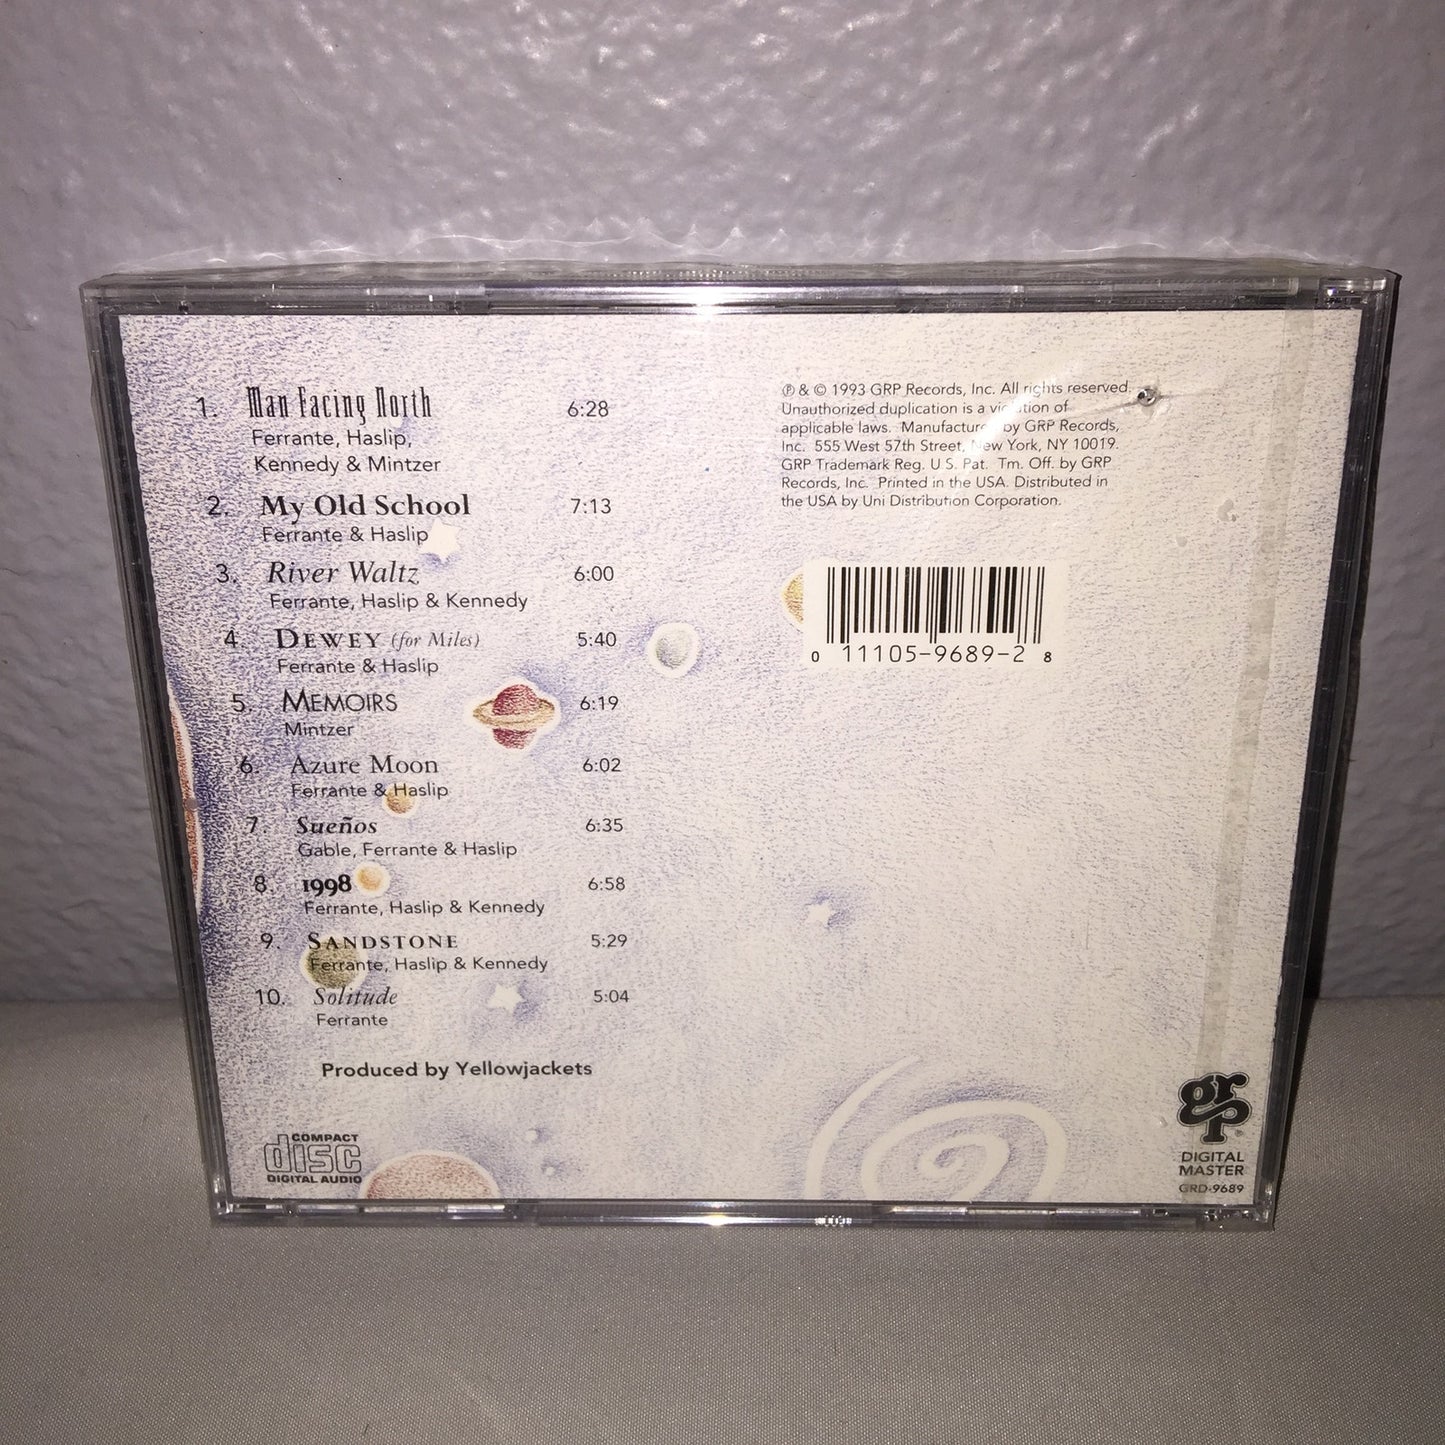 1. Man Facing North 6:28
Ferrante, Haslip,
Kennedy & Mintzer
2. My Old School 7:13
Ferrante & Haslip
3. River Waltz 6:00
Ferrante, Haslip & Kennedy
4. DEWEY (for Miles) 5:40
Ferrante & Haslip
5. MEMOIRS 6:19
Mintzer
6. Azure Moon 6:02
Ferrante & Haslip
7. Sueños 6:35
Gable, Ferrante & Haslip
8. 1998 6:58
Ferrante, Haslip & Kennedy
9. SANDSTONE 5:29
Ferrante, Haslip & Kennedy
10. Solitude 5:04
Ferrante
Produced by Yellowjackets
COMPACT
disc
DIGITAL AUDIO
℗ & © 1993 GRP Records, Inc. All rights reserved.
Unauthorized duplication is a violation of
applicable laws. Manufactured by GRP Records,
Inc. 555 West 57th Street, New York, NY 10019.
GRP Trademark Reg. U.S. Pat. Tm. Off. by GRP
Records, Inc. Printed in the USA. Distributed in
the USA by Uni Distribution Corporation.
0 11105-9689-2 8
grp®
DIGITAL
MASTER
GRD-9689